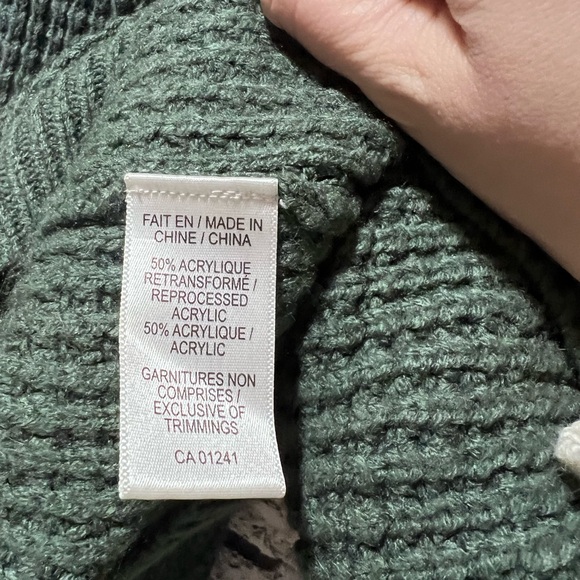 FAIT EN / MADE IN
CHINE / CHINA
50% ACRYLIQUE
RETRANSFORMÉ /
REPROCESSED
ACRYLIC
50% ACRYLIQUE /
ACRYLIC
GARNITURES NON
COMPRISES /
EXCLUSIVE OF
TRIMMINGS
CA 01241